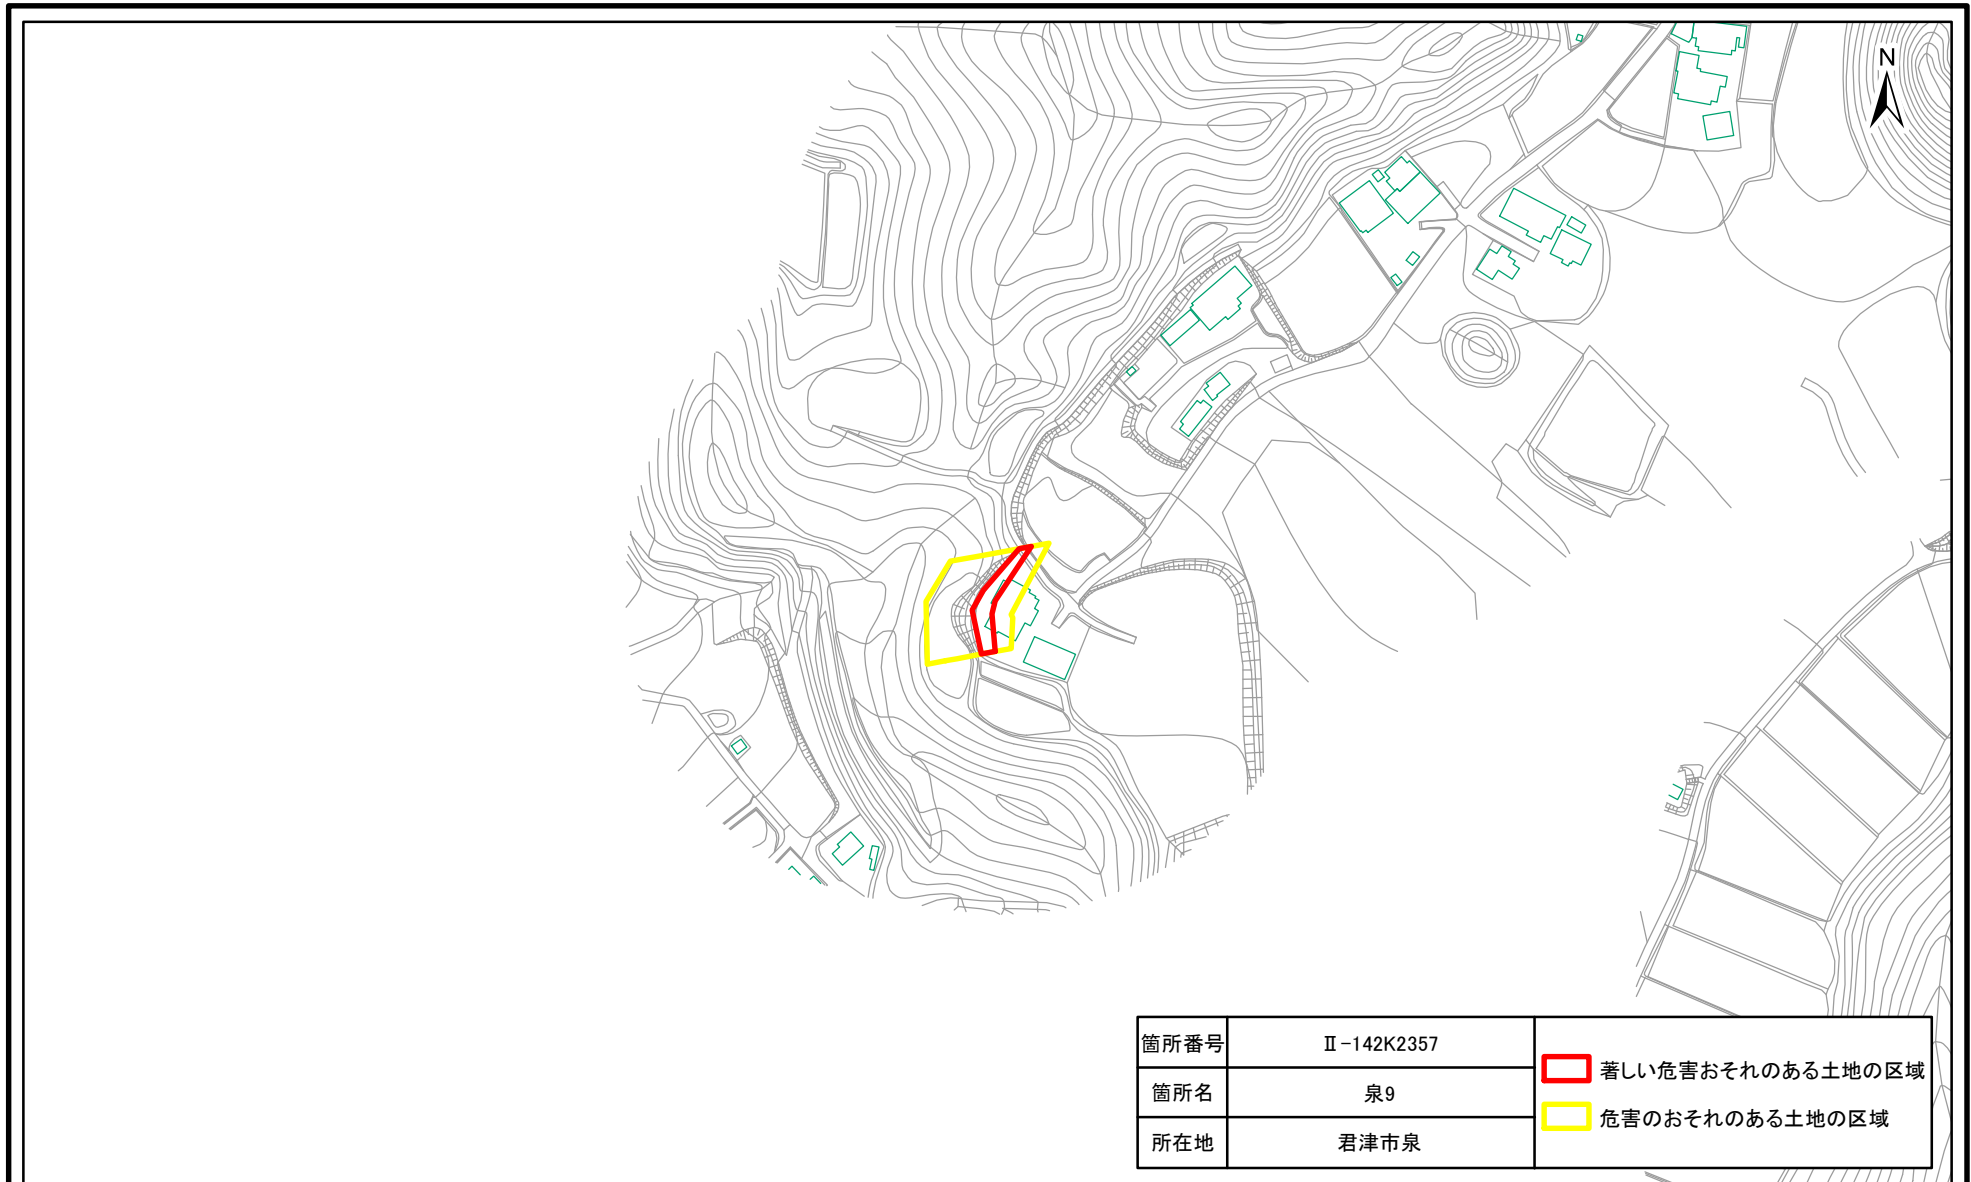 N
箇所番号 Ⅱ-142K2357
箇所名 泉9
所在地 君津市泉
著しい危害おそれのある土地の区域
危害のおそれのある土地の区域